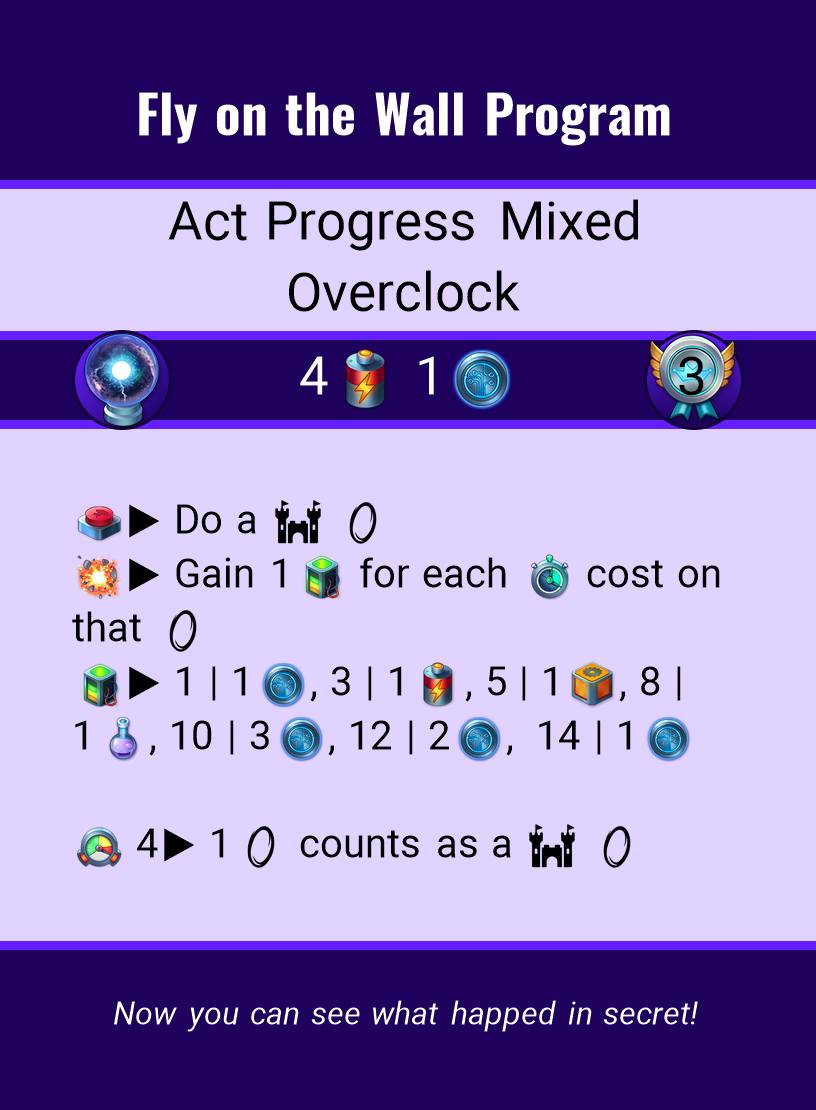 Fly on the Wall Program
Act Progress Mixed
Overclock
4 1 3
▶ Do a
▶ Gain 1 for each cost on
that
▶ 1 | 1 , 3 | 1 , 5 | 1 , 8 |
1 , 10 | 3 , 12 | 2 , 14 | 1
4▶ 1 counts as a
Now you can see what happed in secret!